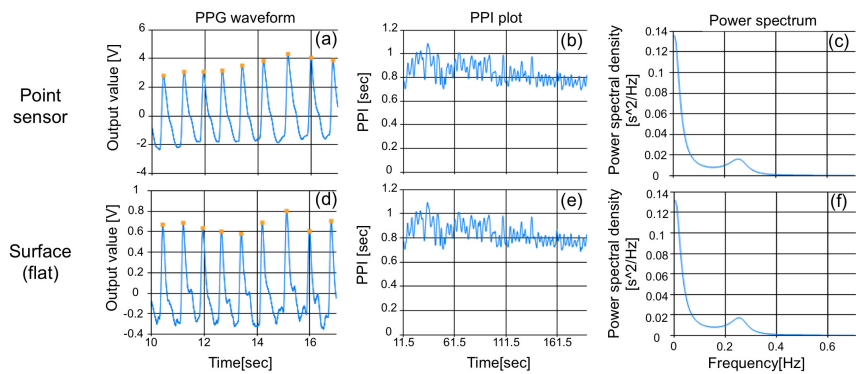 PPG waveform
PPI plot
Power spectrum
Point
sensor
Output value [V]
6
4
2
0
-2
-4
(a)
PPI [sec]
1.2
1
0.8
0.6
0.4
0.2
0
(b)
Power spectral density
[s^2/Hz]
0.14
0.12
0.1
0.08
0.06
0.04
0.02
0
(c)
Surface
(flat)
Output value [V]
1
0.8
0.6
0.4
0.2
0
-0.2
-0.4
10 12 14 16
Time[sec]
(d)
PPI [sec]
1.2
1
0.8
0.6
0.4
0.2
0
11.5 61.5 111.5 161.5
Time[sec]
(e)
Power spectral density
[s^2/Hz]
0.14
0.12
0.1
0.08
0.06
0.04
0.02
0
0 0.2 0.4 0.6
Frequency[Hz]
(f)